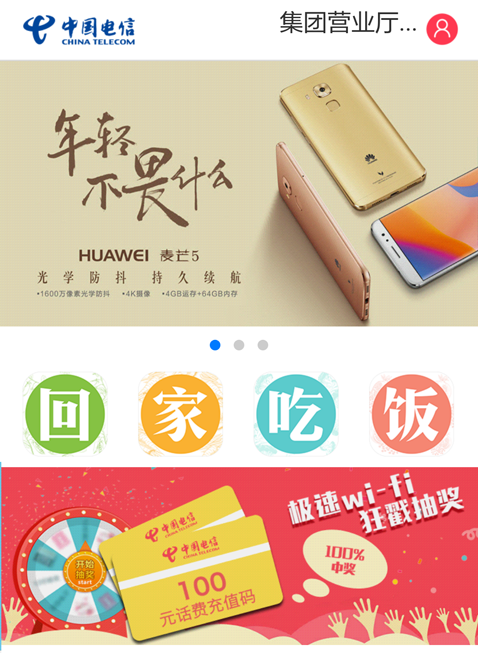 中国电信
CHINA TELECOM
集团营业厅...
年轻
不畏什么
HUAWEI 麦芒5
光学防抖 持久续航
•1600万像素光学防抖 •4K摄像 •4GB运存+64GB内存
HUAWEI
回 家 吃 饭
极速wi-fi
狂戳抽奖
100%
中奖
开始
抽奖
start
中国电信
CHINA TELECOM
中国电信
CHINA TELECOM
100
元话费充值码